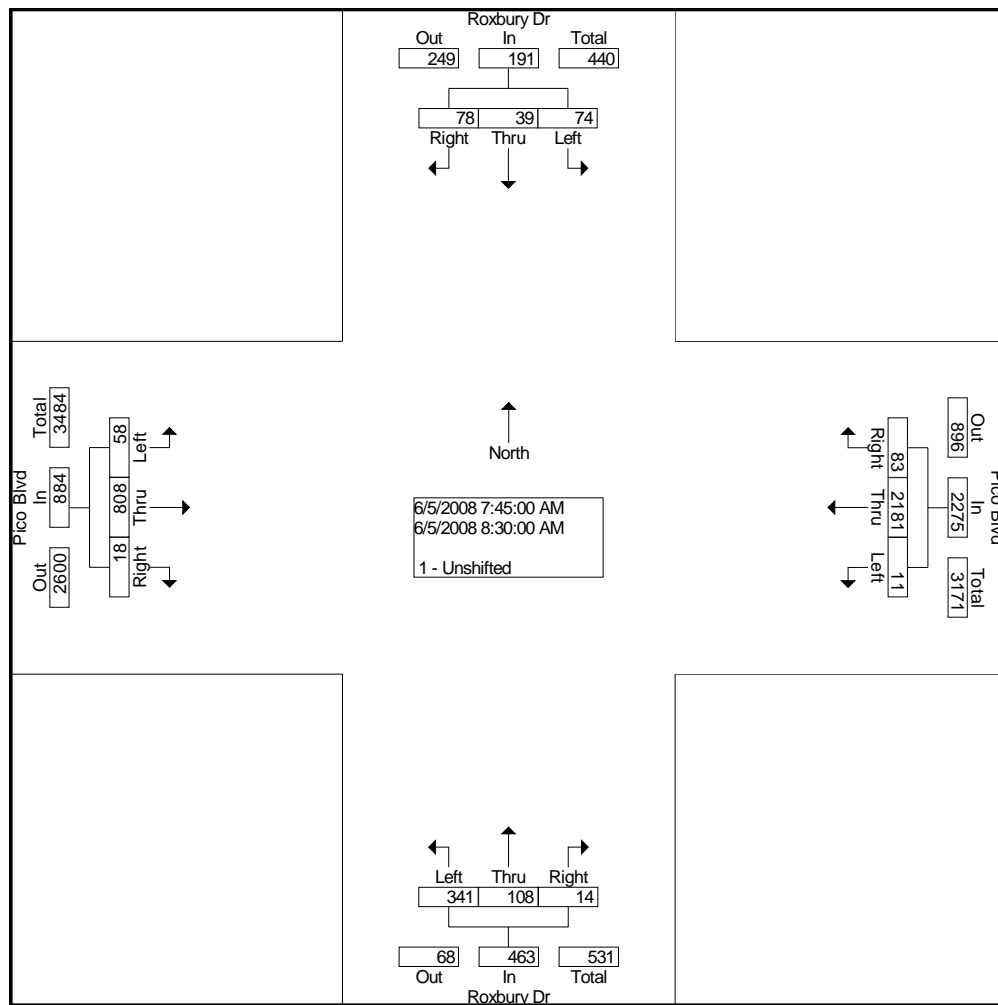 Roxbury Dr
Out In Total
249 191 440
78 39 74
Right Thru Left
Pico Blvd
Total In Out
3484 884 2600
58 808 18
Left Thru Right
North
6/5/2008 7:45:00 AM
6/5/2008 8:30:00 AM
1 - Unshifted
Right Thru Left
83 2181 11
896 2275 3171
Out In Total
Pico Blvd
Left Thru Right
341 108 14
68 463 531
Out In Total
Roxbury Dr